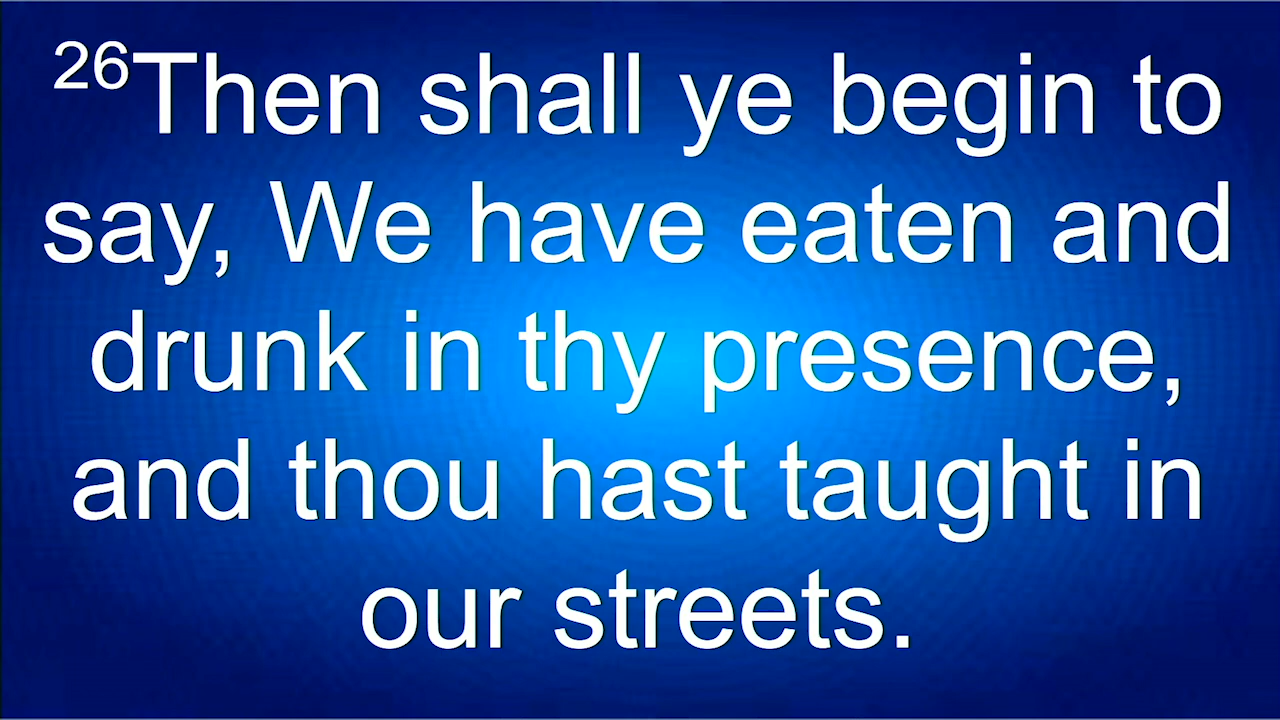 26Then shall ye begin to
say, We have eaten and
drunk in thy presence,
and thou hast taught in
our streets.